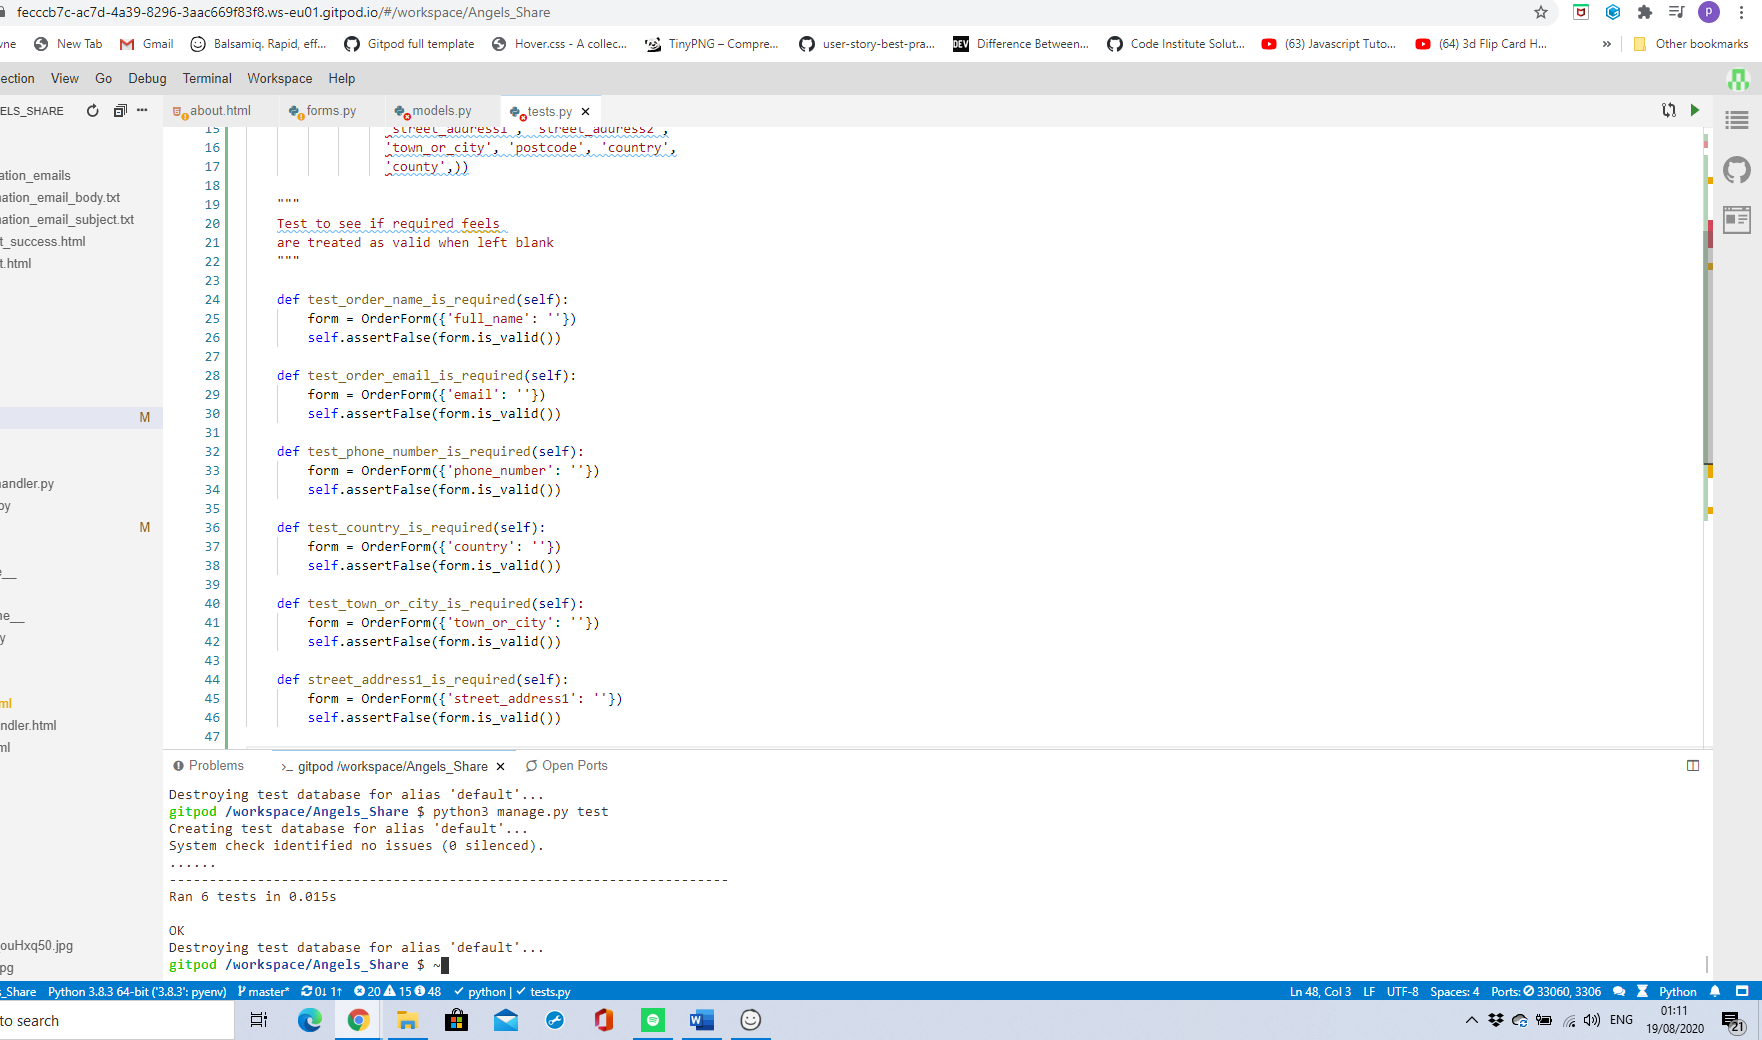 fecccb7c-ac7d-4a39-8296-3aac669f83f8.ws-eu01.gitpod.io/#/workspace/Angels_Share
New Tab Gmail Balsamiq. Rapid, eff... Gitpod full template Hover.css - A collec... TinyPNG – Compre... user-story-best-pra... DEV Difference Between... Code Institute Solut... (63) Javascript Tuto... (64) 3d Flip Card H... » Other bookmarks
ection View Go Debug Terminal Workspace Help
ELS_SHARE
about.html forms.py models.py tests.py ×
15 'street_address1', 'street_address2',
16 'town_or_city', 'postcode', 'country',
17 'county',))
18
19 """
20 Test to see if required feels
21 are treated as valid when left blank
22 """
23
24 def test_order_name_is_required(self):
25 form = OrderForm({'full_name': ''})
26 self.assertFalse(form.is_valid())
27
28 def test_order_email_is_required(self):
29 form = OrderForm({'email': ''})
30 self.assertFalse(form.is_valid())
31
32 def test_phone_number_is_required(self):
33 form = OrderForm({'phone_number': ''})
34 self.assertFalse(form.is_valid())
35
36 def test_country_is_required(self):
37 form = OrderForm({'country': ''})
38 self.assertFalse(form.is_valid())
39
40 def test_town_or_city_is_required(self):
41 form = OrderForm({'town_or_city': ''})
42 self.assertFalse(form.is_valid())
43
44 def street_address1_is_required(self):
45 form = OrderForm({'street_address1': ''})
46 self.assertFalse(form.is_valid())
47
ation_emails
ation_email_body.txt
ation_email_subject.txt
t_success.html
t.html
M
andler.py
py
M
e__
ne__
y
ml
ndler.html
ml
ouHxq50.jpg
pg
Problems >_ gitpod /workspace/Angels_Share × Open Ports
Destroying test database for alias 'default'...
gitpod /workspace/Angels_Share $ python3 manage.py test
Creating test database for alias 'default'...
System check identified no issues (0 silenced).
......
----------------------------------------------------------------------
Ran 6 tests in 0.015s
OK
Destroying test database for alias 'default'...
gitpod /workspace/Angels_Share $ ~
s_Share Python 3.8.3 64-bit ('3.8.3': pyenv) master* 0↓ 1↑ 20 15 48 python | tests.py Ln 48, Col 3 LF UTF-8 Spaces: 4 Ports: 33060, 3306 Python
to search
ENG
01:11
19/08/2020
21